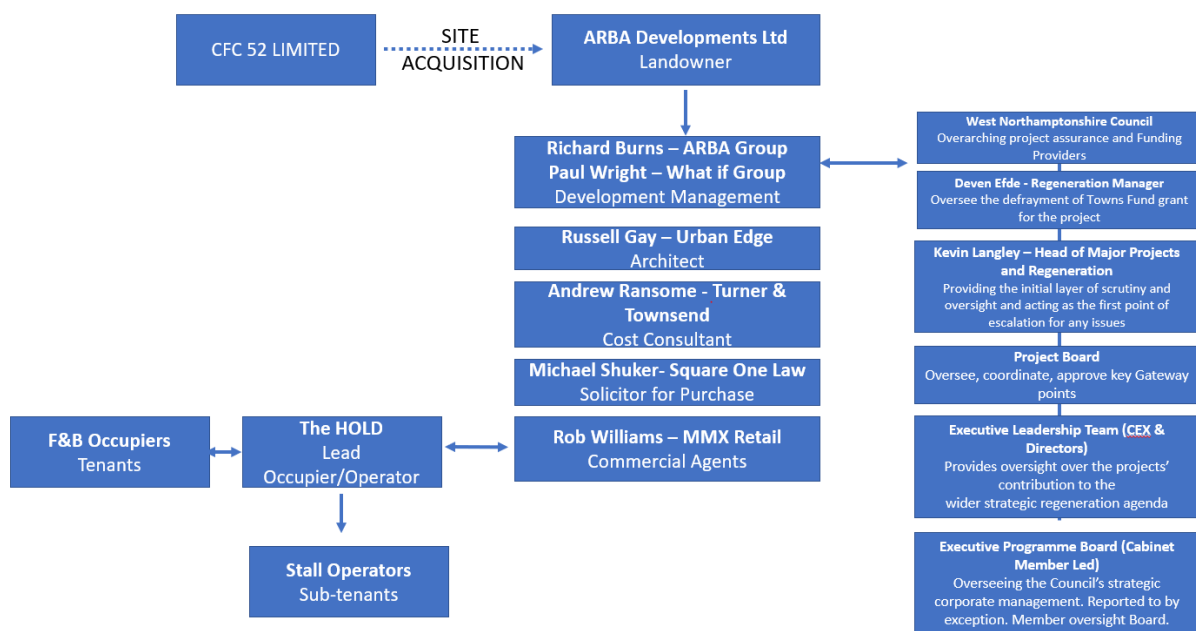 CFC 52 LIMITED
SITE
ACQUISITION
ARBA Developments Ltd
Landowner
Richard Burns – ARBA Group
Paul Wright – What if Group
Development Management
Russell Gay – Urban Edge
Architect
Andrew Ransome - Turner &
Townsend
Cost Consultant
Michael Shuker- Square One Law
Solicitor for Purchase
Rob Williams – MMX Retail
Commercial Agents
The HOLD
Lead
Occupier/Operator
F&B Occupiers
Tenants
Stall Operators
Sub-tenants
West Northamptonshire Council
Overarching project assurance and Funding
Providers
Deven Efde - Regeneration Manager
Oversee the defrayment of Towns Fund grant
for the project
Kevin Langley – Head of Major Projects
and Regeneration
Providing the initial layer of scrutiny and
oversight and acting as the first point of
escalation for any issues
Project Board
Oversee, coordinate, approve key Gateway
points
Executive Leadership Team (CEX &
Directors)
Provides oversight over the projects’
contribution to the
wider strategic regeneration agenda
Executive Programme Board (Cabinet
Member Led)
Overseeing the Council’s strategic
corporate management. Reported to by
exception. Member oversight Board.